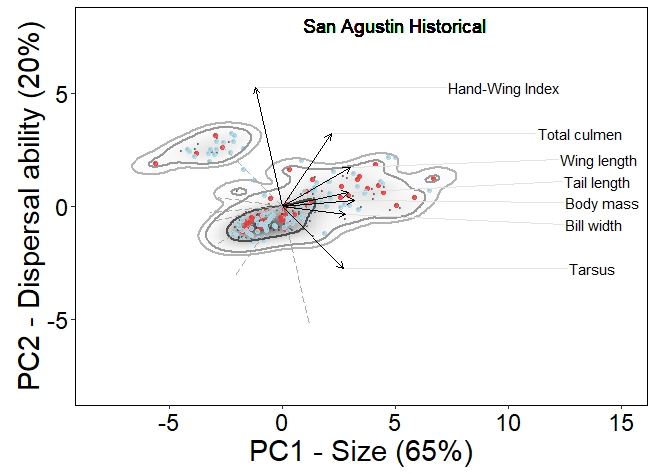 San Agustin Historical
PC2 - Dispersal ability (20%)
5
0
-5
Hand-Wing Index
Total culmen
Wing length
Tail length
Body mass
Bill width
Tarsus
-5
0
5
10
15
PC1 - Size (65%)